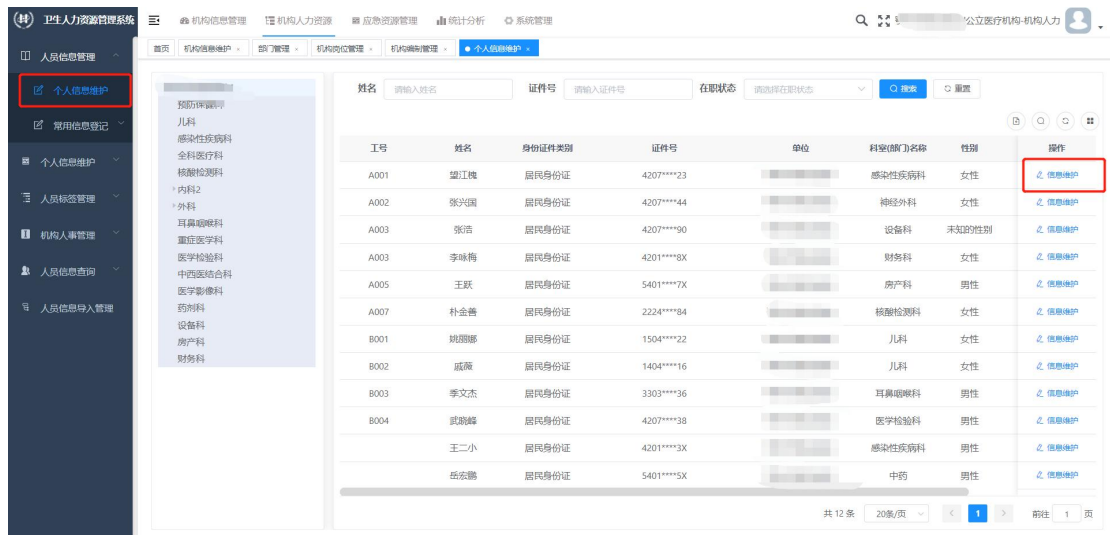 卫生人力资源管理系统
机构信息管理 机构人力资源 应急资源管理 统计分析 系统管理
公立医疗机构-机构人力
首页 机构信息维护 × 部门管理 × 机构岗位管理 × 机构编制管理 × 个人信息维护 ×
人员信息管理
个人信息维护
常用信息登记
个人信息维护
人员标签管理
机构人事管理
人员信息查询
人员信息导入管理
预防保健
儿科
感染性疾病科
全科医疗科
核酸检测科
内科2
外科
耳鼻咽喉科
重症医学科
医学检验科
中西医结合科
医学影像科
药剂科
设备科
房产科
财务科
姓名 请输入姓名 证件号 请输入证件号 在职状态 请选择在职状态 搜索 重置
工号 姓名 身份证件类别 证件号 单位 科室(部门)名称 性别 操作
A001 望江槐 居民身份证 4207****23 感染性疾病科 女性 信息维护
A002 张兴国 居民身份证 4207****44 神经外科 女性 信息维护
A003 张浩 居民身份证 4207****90 设备科 未知的性别 信息维护
A003 李咏梅 居民身份证 4201****8X 财务科 女性 信息维护
A005 王跃 居民身份证 5401****7X 房产科 男性 信息维护
A007 朴金善 居民身份证 2224****84 核酸检测科 女性 信息维护
B001 姚丽娜 居民身份证 1504****22 儿科 女性 信息维护
B002 戚薇 居民身份证 1404****16 儿科 女性 信息维护
B003 季文杰 居民身份证 3303****36 耳鼻咽喉科 男性 信息维护
B004 武晓峰 居民身份证 4207****38 医学检验科 男性 信息维护
王二小 居民身份证 4201****3X 感染性疾病科 男性 信息维护
岳宏鹏 居民身份证 5401****5X 中药 男性 信息维护
共 12 条 20条/页 1 前往 1 页